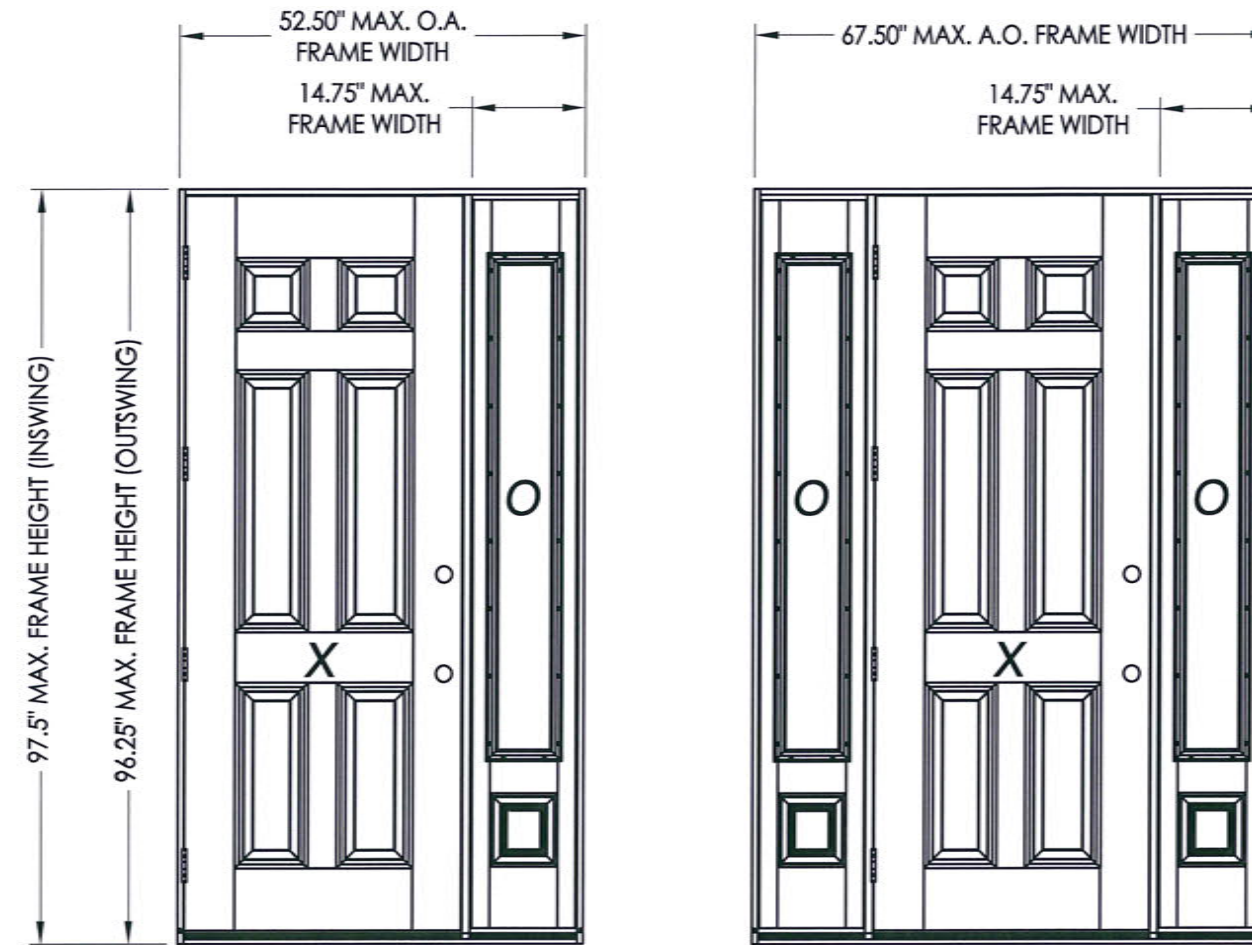 52.50" MAX. O.A.
FRAME WIDTH
14.75" MAX.
FRAME WIDTH
67.50" MAX. A.O. FRAME WIDTH
14.75" MAX.
FRAME WIDTH
97.5" MAX. FRAME HEIGHT (INSWING)
96.25" MAX. FRAME HEIGHT (OUTSWING)
X
O
O
X
O